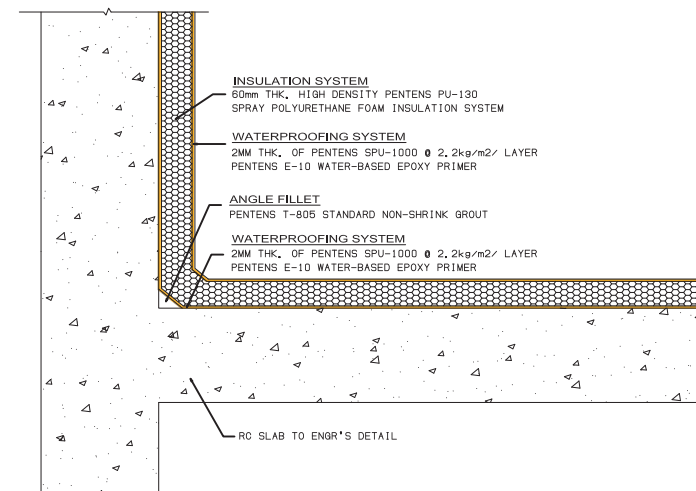 INSULATION SYSTEM
60mm THK. HIGH DENSITY PENTENS PU-130
SPRAY POLYURETHANE FOAM INSULATION SYSTEM
WATERPROOFING SYSTEM
2MM THK. OF PENTENS SPU-1000 @ 2.2kg/m2/ LAYER
PENTENS E-10 WATER-BASED EPOXY PRIMER
ANGLE FILLET
PENTENS T-805 STANDARD NON-SHRINK GROUT
WATERPROOFING SYSTEM
2MM THK. OF PENTENS SPU-1000 @ 2.2kg/m2/ LAYER
PENTENS E-10 WATER-BASED EPOXY PRIMER
RC SLAB TO ENGR'S DETAIL